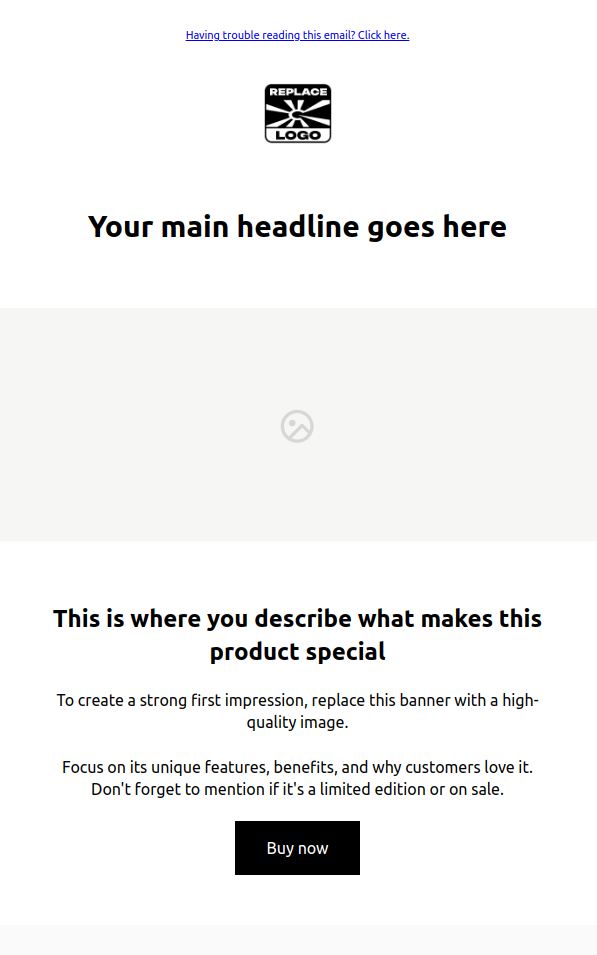 Having trouble reading this email? Click here.
REPLACE
LOGO
Your main headline goes here
This is where you describe what makes this
product special
To create a strong first impression, replace this banner with a high-
quality image.
Focus on its unique features, benefits, and why customers love it.
Don't forget to mention if it's a limited edition or on sale.
Buy now